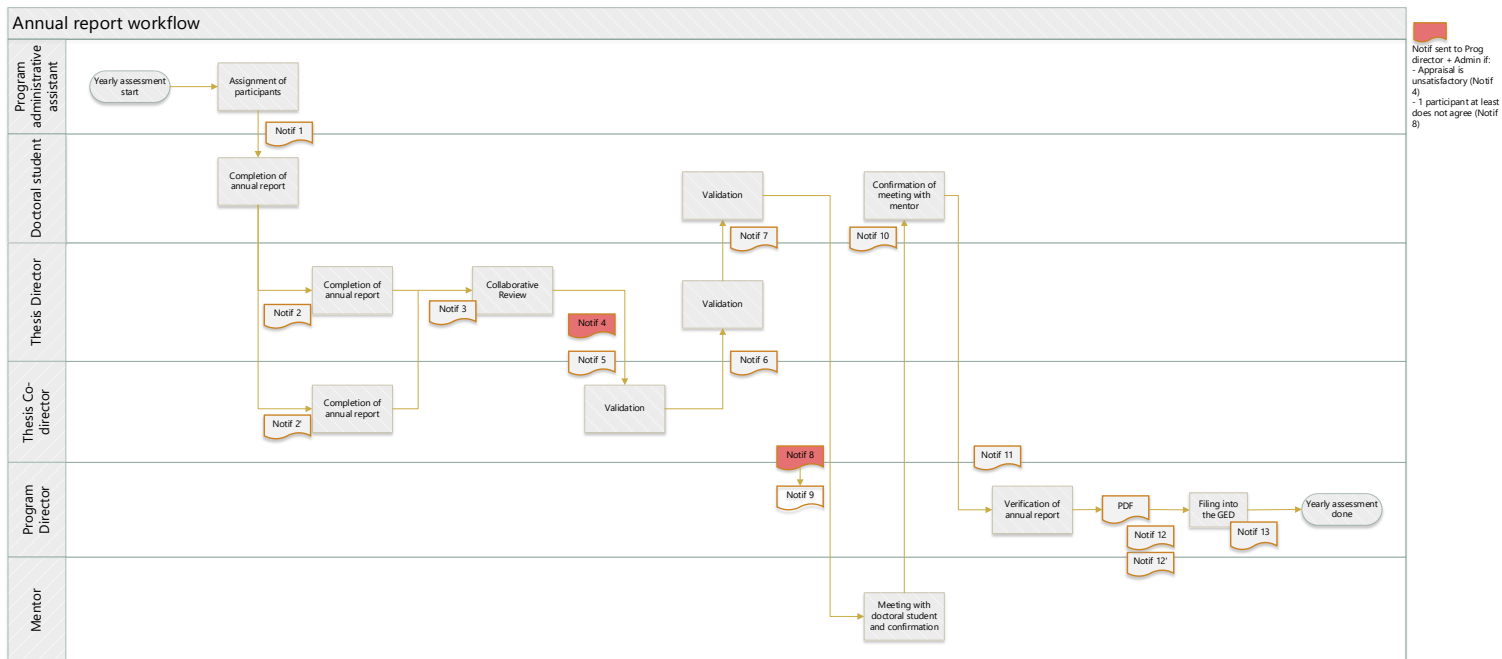 Annual report workflow
Program
administrative
assistant
Yearly assessment
start
Assignment of
participants
Notif 1
Doctoral student
Completion of
annual report
Validation
Notif 7
Confirmation of
meeting with
mentor
Notif 10
Thesis Director
Completion of
annual report
Notif 2
Notif 3
Collaborative
Review
Notif 4
Notif 5
Validation
Notif 6
Thesis Co-
director
Completion of
annual report
Notif 2'
Validation
Notif 8
Notif 11
Program
Director
Notif 9
Verification of
annual report
PDF
Notif 12
Notif 12'
Filing into
the GED
Notif 13
Yearly assessment
done
Mentor
Meeting with
doctoral student
and confirmation
Notif sent to Prog
director + Admin if:
- Appraisal is
unsatisfactory (Notif
4)
- 1 participant at least
does not agree (Notif
8)